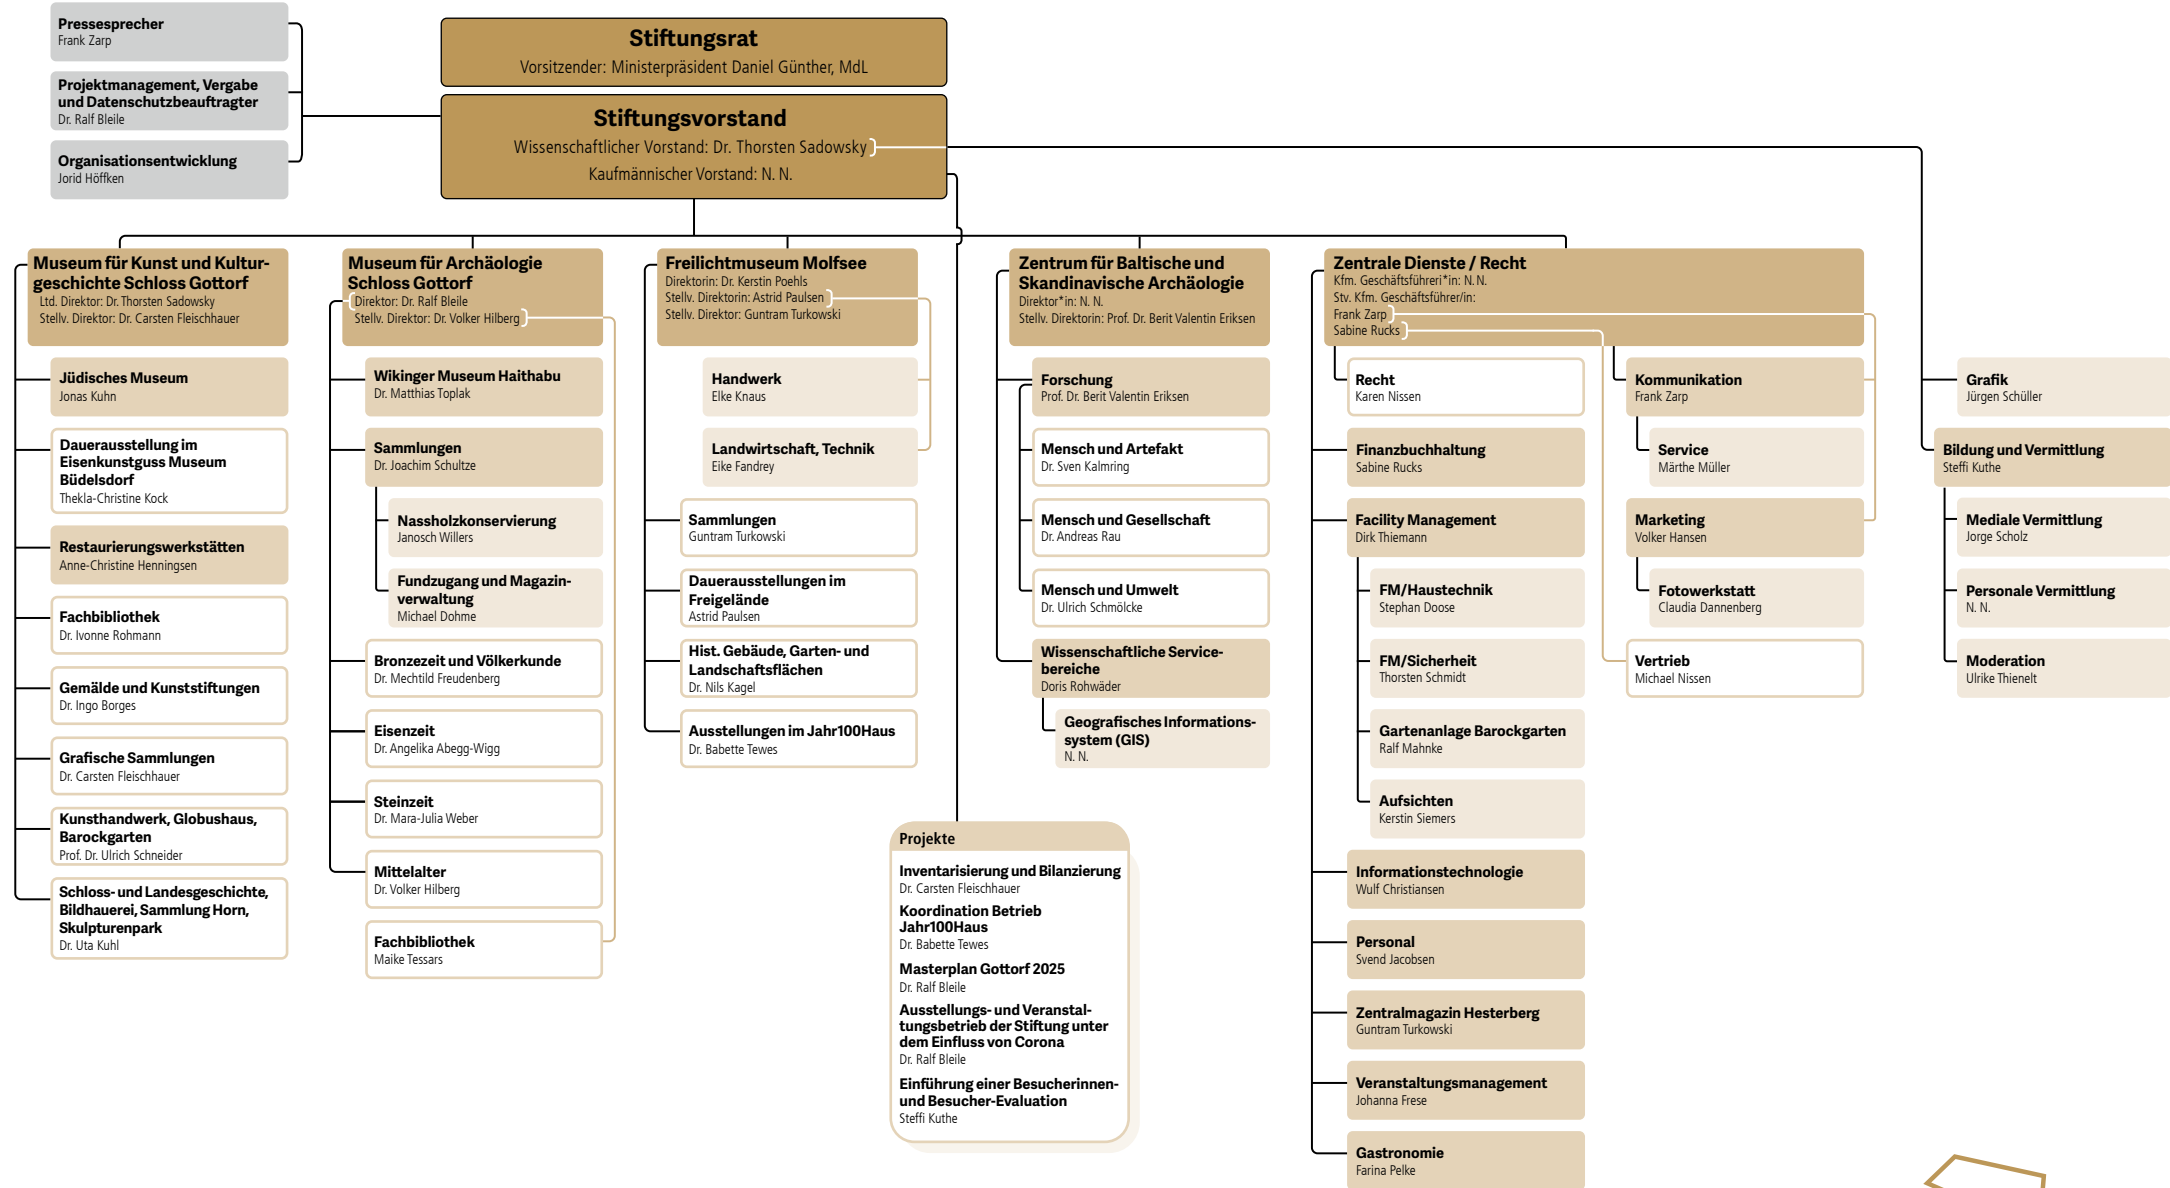 Pressesprecher
Frank Zarp
Projektmanagement, Vergabe
und Datenschutzbeauftragter
Dr. Ralf Bleile
Organisationsentwicklung
Jorid Höffken
Stiftungsrat
Vorsitzender: Ministerpräsident Daniel Günther, MdL
Stiftungsvorstand
Wissenschaftlicher Vorstand: Dr. Thorsten Sadowsky
Kaufmännischer Vorstand: N. N.
Museum für Kunst und Kultur-
geschichte Schloss Gottorf
Ltd. Direktor: Dr. Thorsten Sadowsky
Stellv. Direktor: Dr. Carsten Fleischhauer
Jüdisches Museum
Jonas Kuhn
Dauerausstellung im
Eisenkunstguss Museum
Büdelsdorf
Thekla-Christine Kock
Restaurierungswerkstätten
Anne-Christine Henningsen
Fachbibliothek
Dr. Ivonne Rohmann
Gemälde und Kunststiftungen
Dr. Ingo Borges
Grafische Sammlungen
Dr. Carsten Fleischhauer
Kunsthandwerk, Globushaus,
Barockgarten
Prof. Dr. Ulrich Schneider
Schloss- und Landesgeschichte,
Bildhauerei, Sammlung Horn,
Skulpturenpark
Dr. Uta Kuhl
Museum für Archäologie
Schloss Gottorf
Direktor: Dr. Ralf Bleile
Stellv. Direktor: Dr. Volker Hilberg
Wikinger Museum Haithabu
Dr. Matthias Toplak
Sammlungen
Dr. Joachim Schultze
Nassholzkonservierung
Janosch Willers
Fundzugang und Magazin-
verwaltung
Michael Dohme
Bronzezeit und Völkerkunde
Dr. Mechtild Freudenberg
Eisenzeit
Dr. Angelika Abegg-Wigg
Steinzeit
Dr. Mara-Julia Weber
Mittelalter
Dr. Volker Hilberg
Fachbibliothek
Maike Tessars
Freilichtmuseum Molfsee
Direktorin: Dr. Kerstin Poehls
Stellv. Direktorin: Astrid Paulsen
Stellv. Direktor: Guntram Turkowski
Handwerk
Elke Knaus
Landwirtschaft, Technik
Eike Fandrey
Sammlungen
Guntram Turkowski
Dauerausstellungen im
Freigelände
Astrid Paulsen
Hist. Gebäude, Garten- und
Landschaftsflächen
Dr. Nils Kagel
Ausstellungen im Jahr100Haus
Dr. Babette Tewes
Projekte
Inventarisierung und Bilanzierung
Dr. Carsten Fleischhauer
Koordination Betrieb
Jahr100Haus
Dr. Babette Tewes
Masterplan Gottorf 2025
Dr. Ralf Bleile
Ausstellungs- und Veranstal-
tungsbetrieb der Stiftung unter
dem Einfluss von Corona
Dr. Ralf Bleile
Einführung einer Besucherinnen-
und Besucher-Evaluation
Steffi Kuthe
Zentrum für Baltische und
Skandinavische Archäologie
Direktor*in: N. N.
Stellv. Direktorin: Prof. Dr. Berit Valentin Eriksen
Forschung
Prof. Dr. Berit Valentin Eriksen
Mensch und Artefakt
Dr. Sven Kalmring
Mensch und Gesellschaft
Dr. Andreas Rau
Mensch und Umwelt
Dr. Ulrich Schmölcke
Wissenschaftliche Service-
bereiche
Doris Rohwäder
Geografisches Informations-
system (GIS)
N. N.
Zentrale Dienste / Recht
Kfm. Geschäftsführeri*in: N. N.
Stv. Kfm. Geschäftsführer/in:
Frank Zarp
Sabine Rucks
Recht
Karen Nissen
Finanzbuchhaltung
Sabine Rucks
Facility Management
Dirk Thiemann
FM/Haustechnik
Stephan Doose
FM/Sicherheit
Thorsten Schmidt
Gartenanlage Barockgarten
Ralf Mahnke
Aufsichten
Kerstin Siemers
Informationstechnologie
Wulf Christiansen
Personal
Svend Jacobsen
Zentralmagazin Hesterberg
Guntram Turkowski
Veranstaltungsmanagement
Johanna Frese
Gastronomie
Farina Pelke
Kommunikation
Frank Zarp
Service
Märthe Müller
Marketing
Volker Hansen
Fotowerkstatt
Claudia Dannenberg
Vertrieb
Michael Nissen
Grafik
Jürgen Schüller
Bildung und Vermittlung
Steffi Kuthe
Mediale Vermittlung
Jorge Scholz
Personale Vermittlung
N. N.
Moderation
Ulrike Thienelt